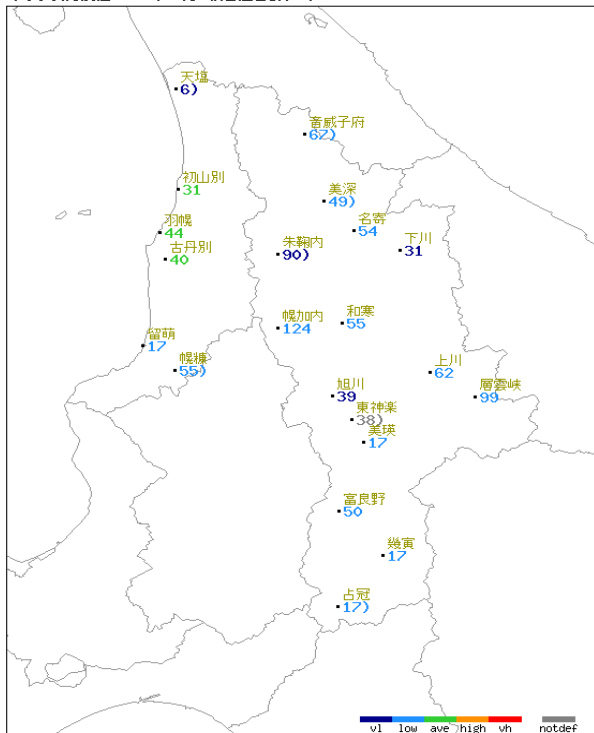 天塩
6)
音威子府
67)
初山別
31
美深
49)
羽幌
44
名寄
54
古丹別
40
朱鞠内
90)
下川
31
幌加内
124
和寒
55
留萌
17
幌糠
55)
上川
62
層雲峡
99
旭川
39
東神楽
38)
美瑛
17
富良野
50
幾寅
17
占冠
17)
vl low ave high vh notdef